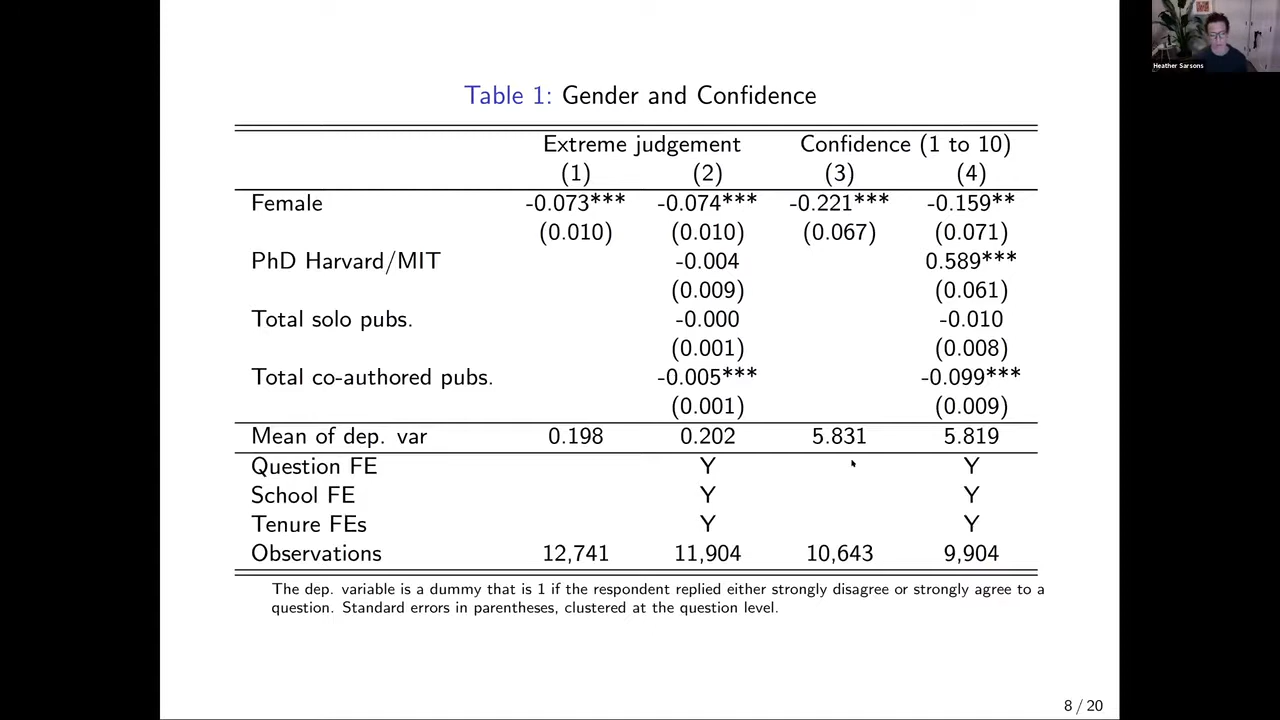 Heather Sarsons
Table 1: Gender and Confidence
Extreme judgement Confidence (1 to 10)
(1) (2) (3) (4)
Female -0.073*** -0.074*** -0.221*** -0.159**
(0.010) (0.010) (0.067) (0.071)
PhD Harvard/MIT -0.004 0.589***
(0.009) (0.061)
Total solo pubs. -0.000 -0.010
(0.001) (0.008)
Total co-authored pubs. -0.005*** -0.099***
(0.001) (0.009)
Mean of dep. var 0.198 0.202 5.831 5.819
Question FE Y Y
School FE Y Y
Tenure FEs Y Y
Observations 12,741 11,904 10,643 9,904
The dep. variable is a dummy that is 1 if the respondent replied either strongly disagree or strongly agree to a
question. Standard errors in parentheses, clustered at the question level.
8 / 20